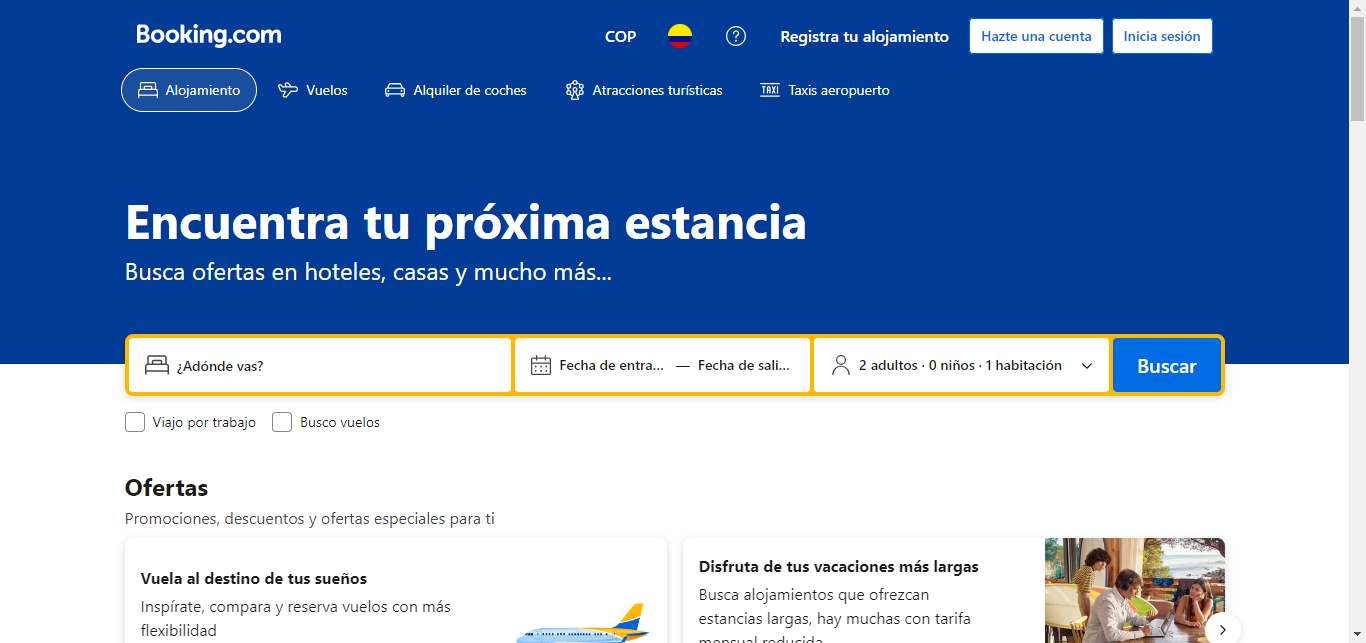 Booking.com
COP
Registra tu alojamiento
Hazte una cuenta
Inicia sesión
Alojamiento
Vuelos
Alquiler de coches
Atracciones turísticas
TAXI
Taxis aeropuerto
Encuentra tu próxima estancia
Busca ofertas en hoteles, casas y mucho más...
¿Adónde vas?
Fecha de entra... — Fecha de sali...
2 adultos · 0 niños · 1 habitación
Buscar
Viajo por trabajo
Busco vuelos
Ofertas
Promociones, descuentos y ofertas especiales para ti
Vuela al destino de tus sueños
Inspírate, compara y reserva vuelos con más
flexibilidad
Disfruta de tus vacaciones más largas
Busca alojamientos que ofrezcan
estancias largas, hay muchas con tarifa
mensual reducida